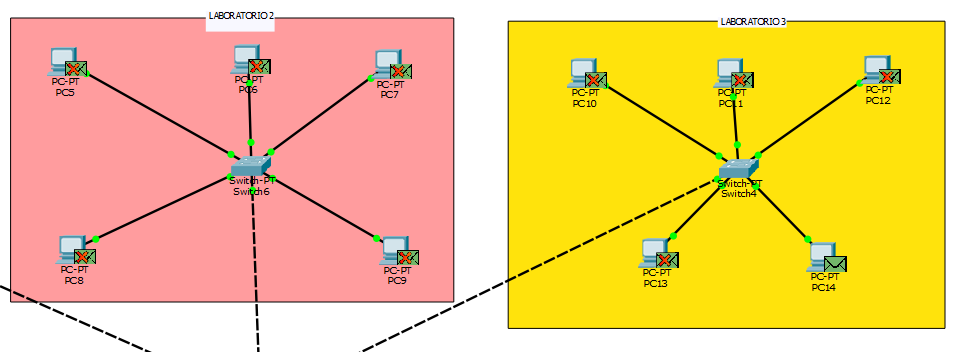 LABORATORIO 2
PC-PT
PC5
PC-PT
PC6
PC-PT
PC7
Switch-PT
Switch6
PC-PT
PC8
PC-PT
PC9
LABORATORIO 3
PC-PT
PC10
PC-PT
PC11
PC-PT
PC12
Switch-PT
Switch4
PC-PT
PC13
PC-PT
PC14